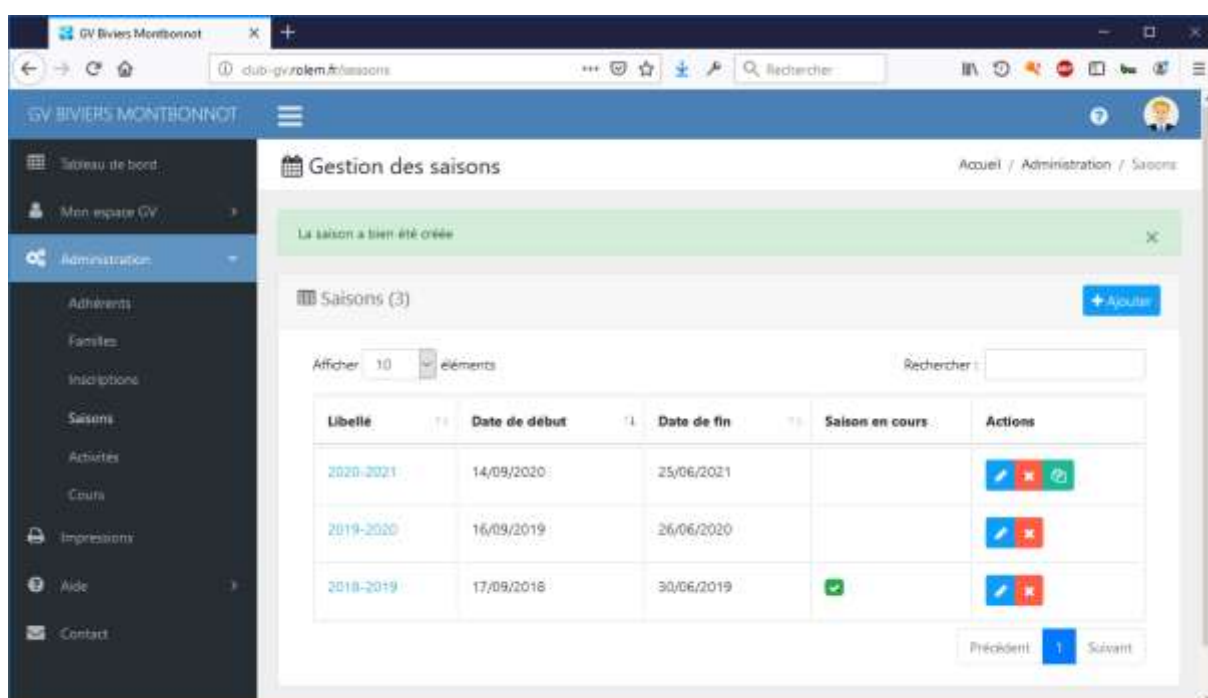 GV Biviers Montbonnot
club-gv.rolem.fr/seasons
Rechercher
GV BIVIERS MONTBONNOT
Tableau de bord
Mon espace GV
Administration
Adhérents
Familles
Inscriptions
Saisons
Activités
Cours
Impressions
Aide
Contact
Gestion des saisons
Accueil / Administration / Saisons
La saison a bien été créée
Saisons (3)
Ajouter
Afficher 10 éléments
Rechercher :
Libellé Date de début Date de fin Saison en cours Actions
2020-2021 14/09/2020 25/06/2021
2019-2020 16/09/2019 26/06/2020
2018-2019 17/09/2018 30/06/2019
Précédent 1 Suivant